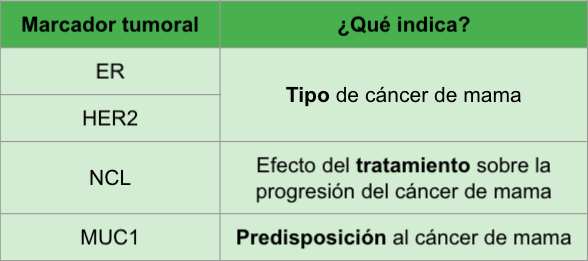 Marcador tumoral
¿Qué indica?
ER
HER2
Tipo de cáncer de mama
NCL
Efecto del tratamiento sobre la
progresión del cáncer de mama
MUC1
Predisposición al cáncer de mama